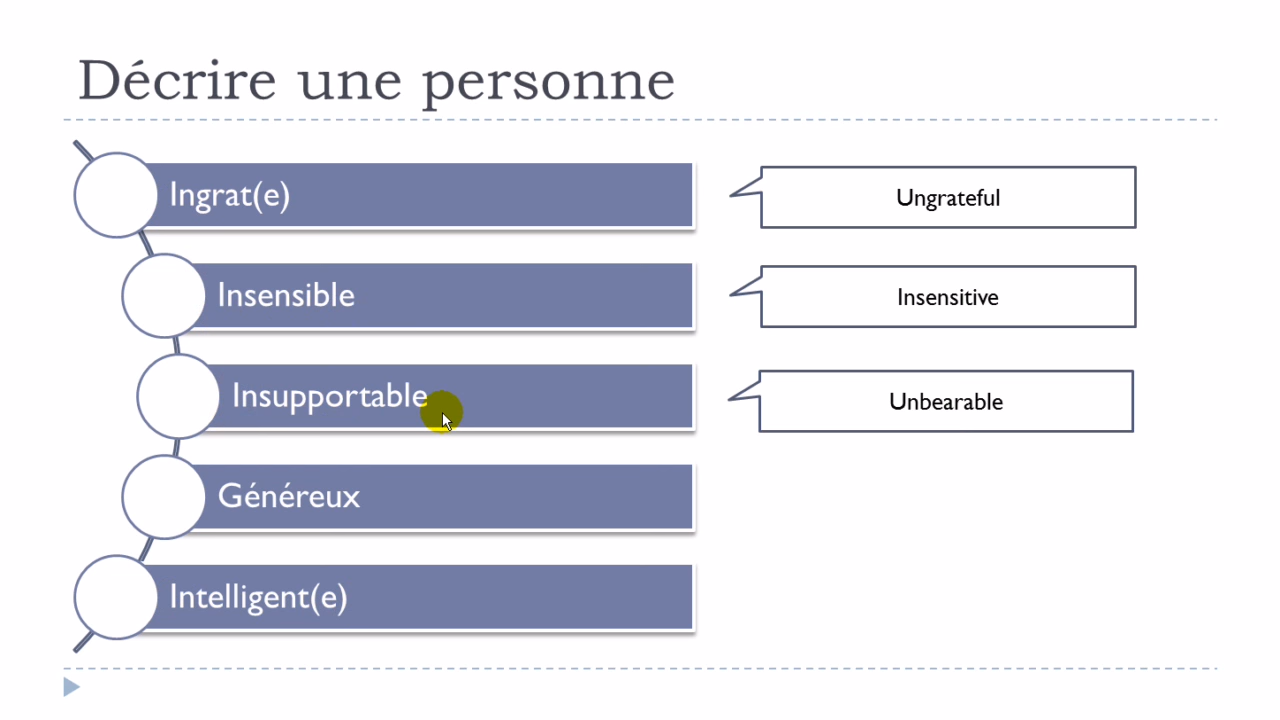 Décrire une personne
Ingrat(e)
Ungrateful
Insensible
Insensitive
Insupportable
Unbearable
Généreux
Intelligent(e)